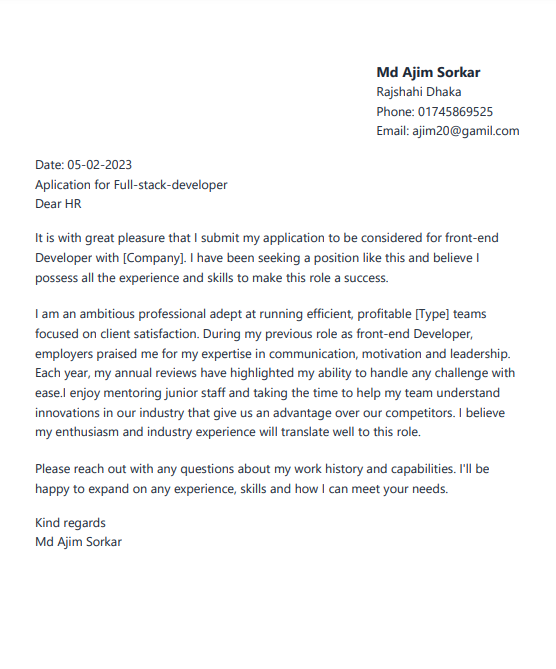 Md Ajim Sorkar
Rajshahi Dhaka
Phone: 01745869525
Email: ajim20@gamil.com
Date: 05-02-2023
Aplication for Full-stack-developer
Dear HR
It is with great pleasure that I submit my application to be considered for front-end
Developer with [Company]. I have been seeking a position like this and believe I
possess all the experience and skills to make this role a success.
I am an ambitious professional adept at running efficient, profitable [Type] teams
focused on client satisfaction. During my previous role as front-end Developer,
employers praised me for my expertise in communication, motivation and leadership.
Each year, my annual reviews have highlighted my ability to handle any challenge with
ease.I enjoy mentoring junior staff and taking the time to help my team understand
innovations in our industry that give us an advantage over our competitors. I believe
my enthusiasm and industry experience will translate well to this role.
Please reach out with any questions about my work history and capabilities. I'll be
happy to expand on any experience, skills and how I can meet your needs.
Kind regards
Md Ajim Sorkar